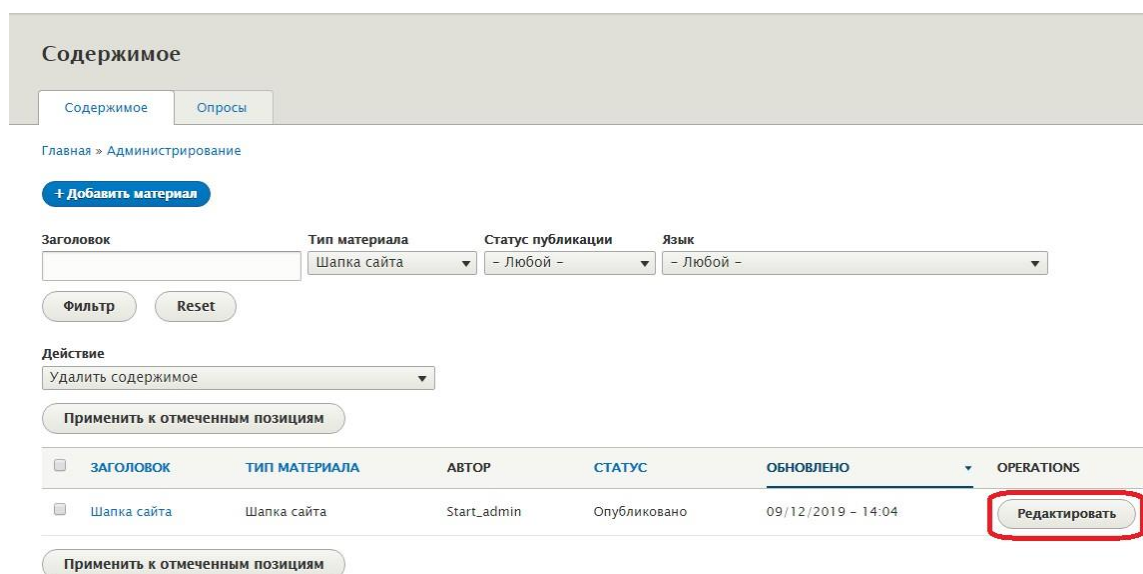 Содержимое
Содержимое Опросы
Главная » Администрирование
+ Добавить материал
Заголовок Тип материала Статус публикации Язык
Шапка сайта – Любой – – Любой –
Фильтр Reset
Действие
Удалить содержимое
Применить к отмеченным позициям
ЗАГОЛОВОК ТИП МАТЕРИАЛА АВТОР СТАТУС ОБНОВЛЕНО OPERATIONS
Шапка сайта Шапка сайта Start_admin Опубликовано 09/12/2019 – 14:04 Редактировать
Применить к отмеченным позициям